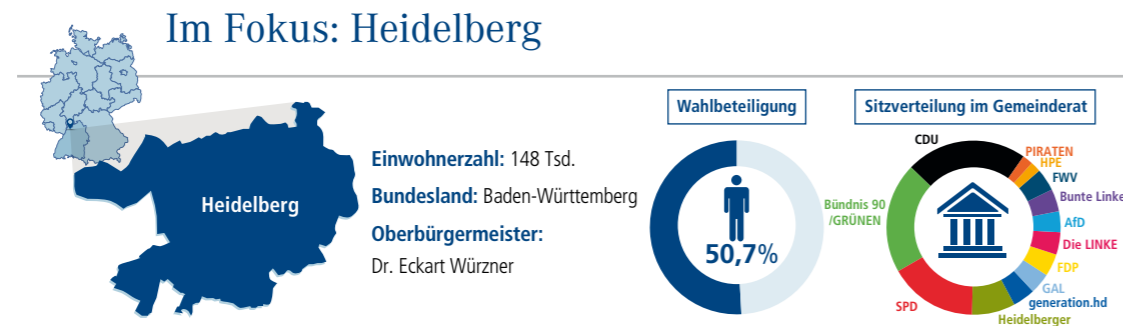 Im Fokus: Heidelberg
Heidelberg
Einwohnerzahl: 148 Tsd.
Bundesland: Baden-Württemberg
Oberbürgermeister:
Dr. Eckart Würzner
Wahlbeteiligung
50,7%
Sitzverteilung im Gemeinderat
CDU
PIRATEN
HPE
FWV
Bunte Linke
AfD
Die LINKE
FDP
GAL
generation.hd
Heidelberger
SPD
Bündnis 90
/GRÜNEN